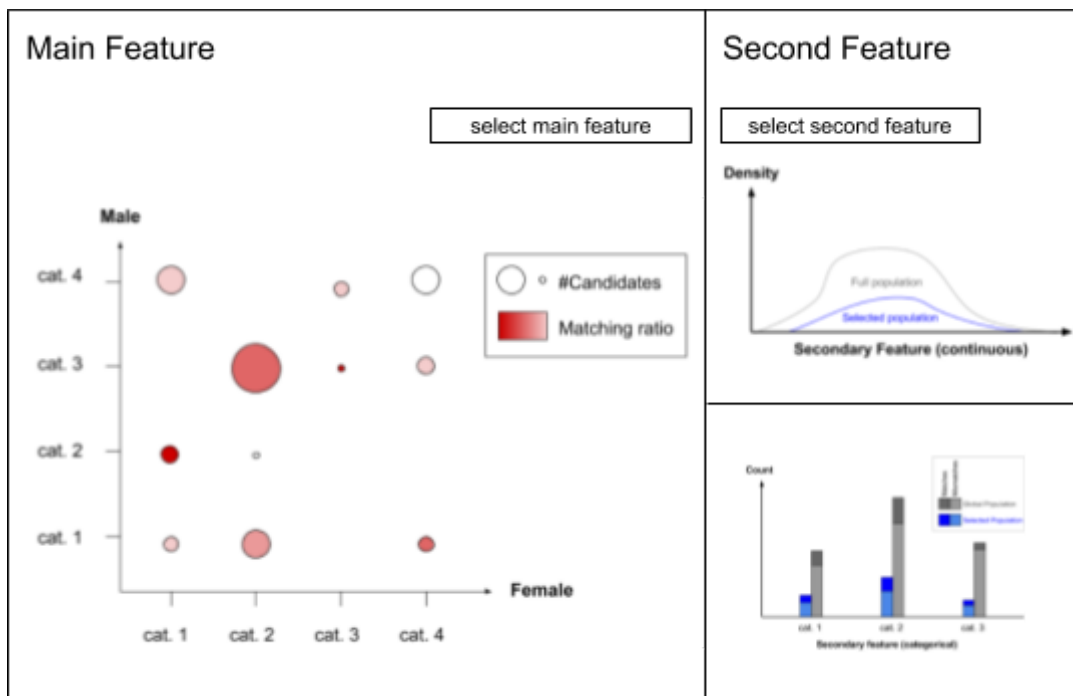 Main Feature
select main feature
Male
cat. 4
cat. 3
cat. 2
cat. 1
cat. 1
cat. 2
cat. 3
cat. 4
Female
#Candidates
Matching ratio
Second Feature
select second feature
Density
Full population
Selected population
Secondary Feature (continuous)
Count
Matches
Global Population
Selected Population
cat. 1
cat. 2
cat. 3
Secondary feature (categorical)